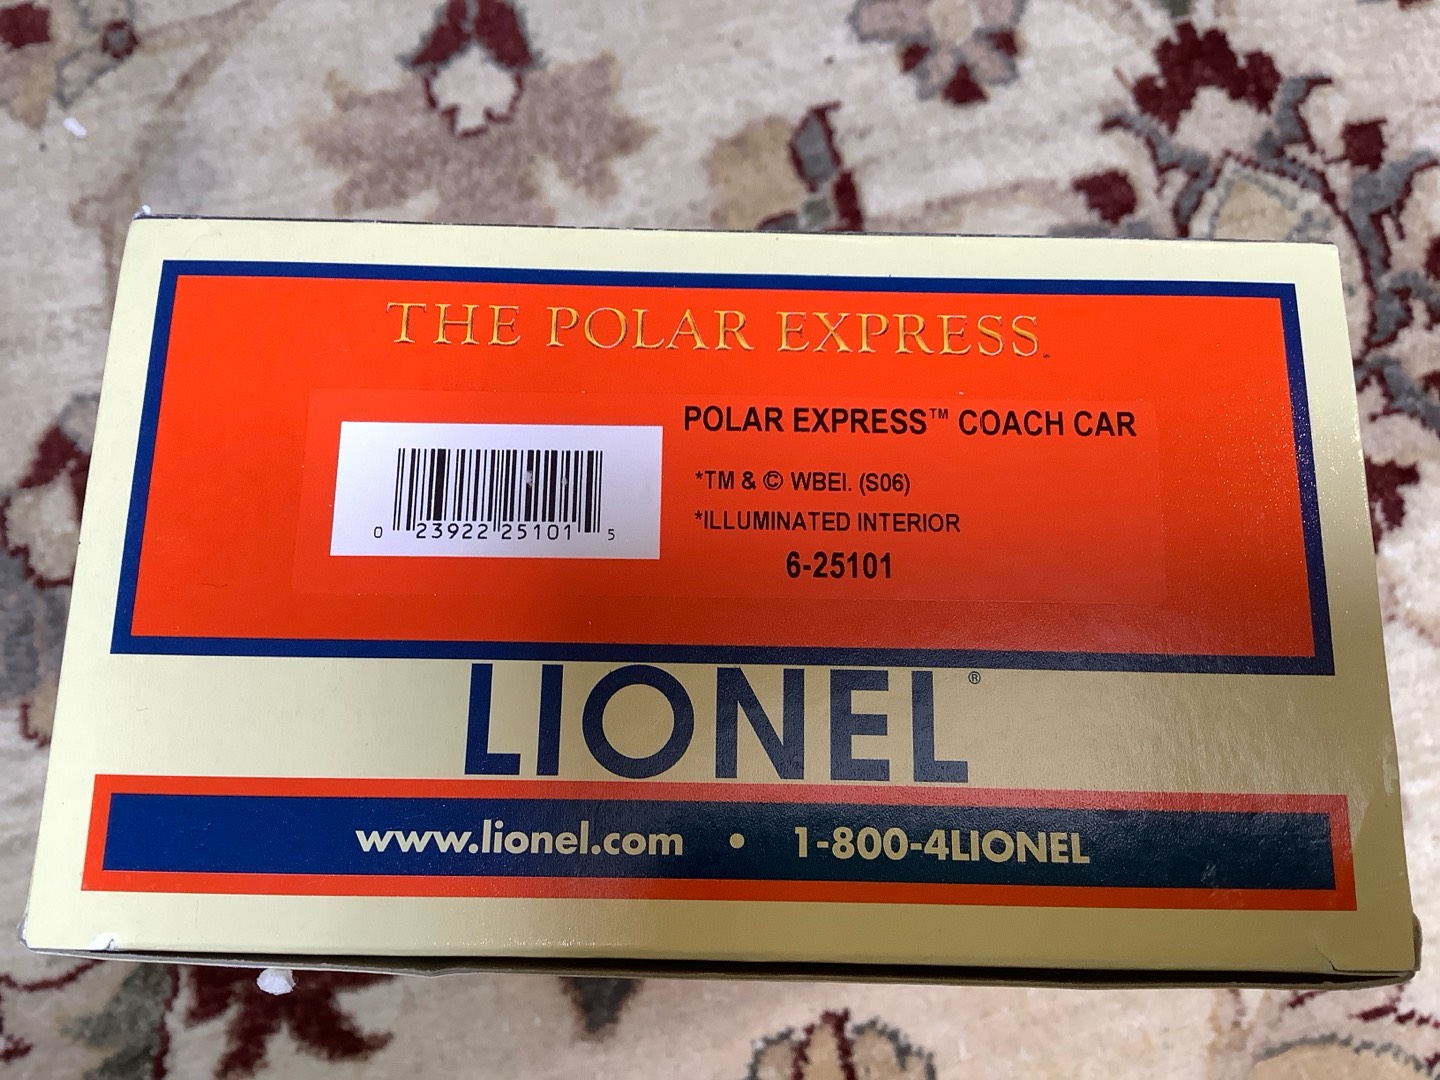 THE POLAR EXPRESS
POLAR EXPRESS™ COACH CAR
*TM & © WBEI. (S06)
*ILLUMINATED INTERIOR
6-25101
0 23922 25101 5
LIONEL®
www.lionel.com • 1-800-4LIONEL